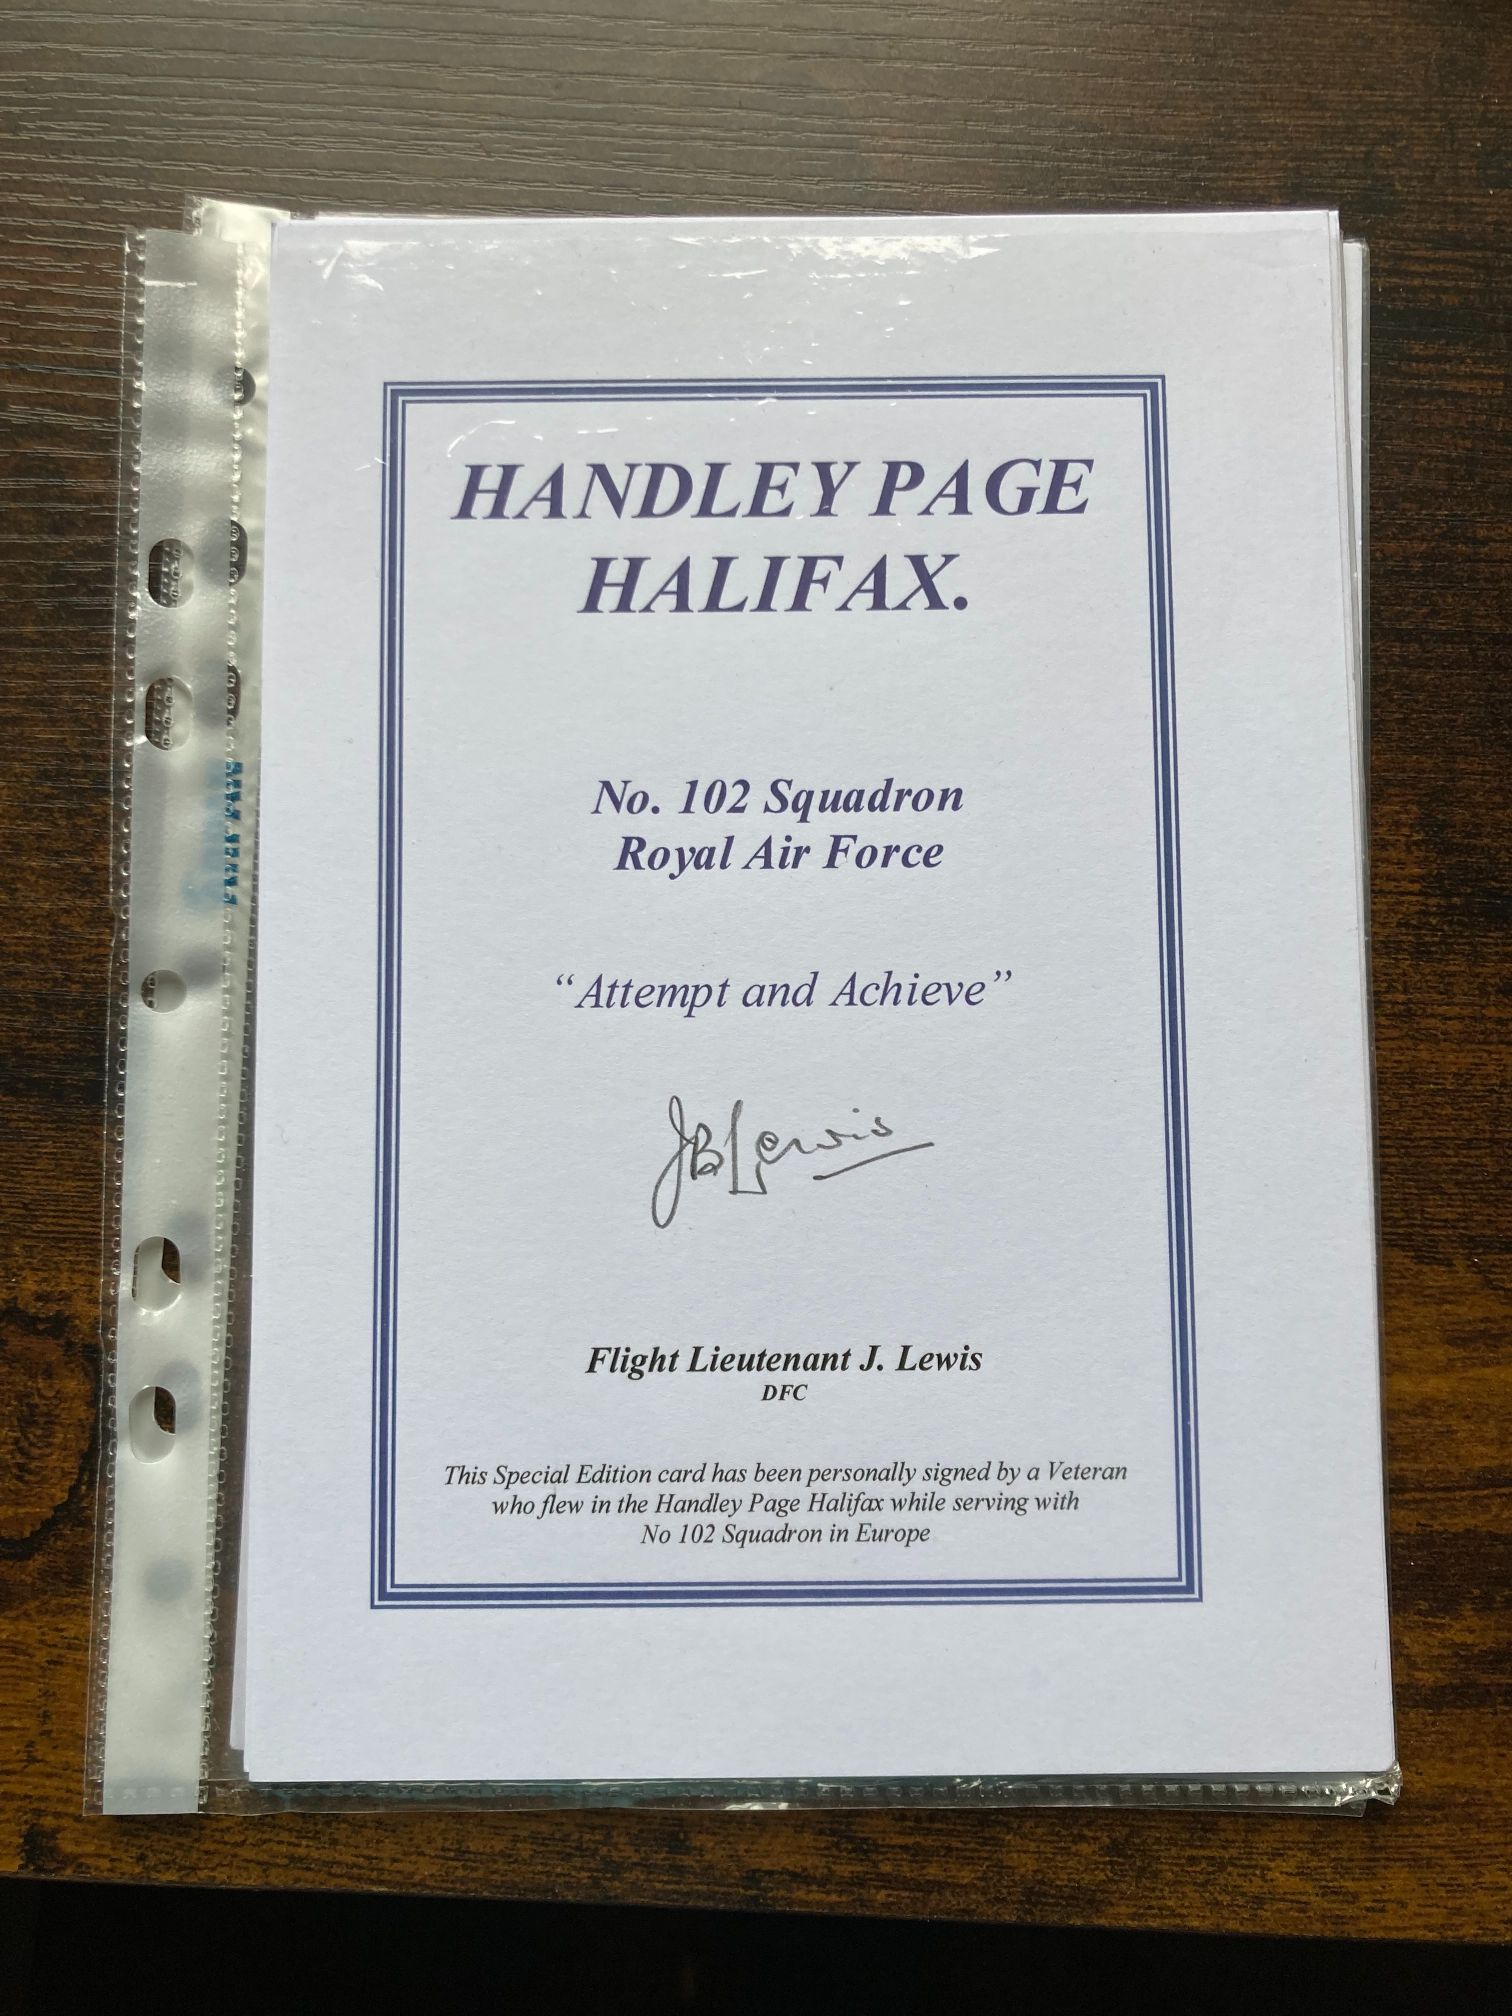 HANDLEY PAGE
HALIFAX.
No. 102 Squadron
Royal Air Force
“Attempt and Achieve”
JB Lewis
Flight Lieutenant J. Lewis
DFC
This Special Edition card has been personally signed by a Veteran
who flew in the Handley Page Halifax while serving with
No 102 Squadron in Europe